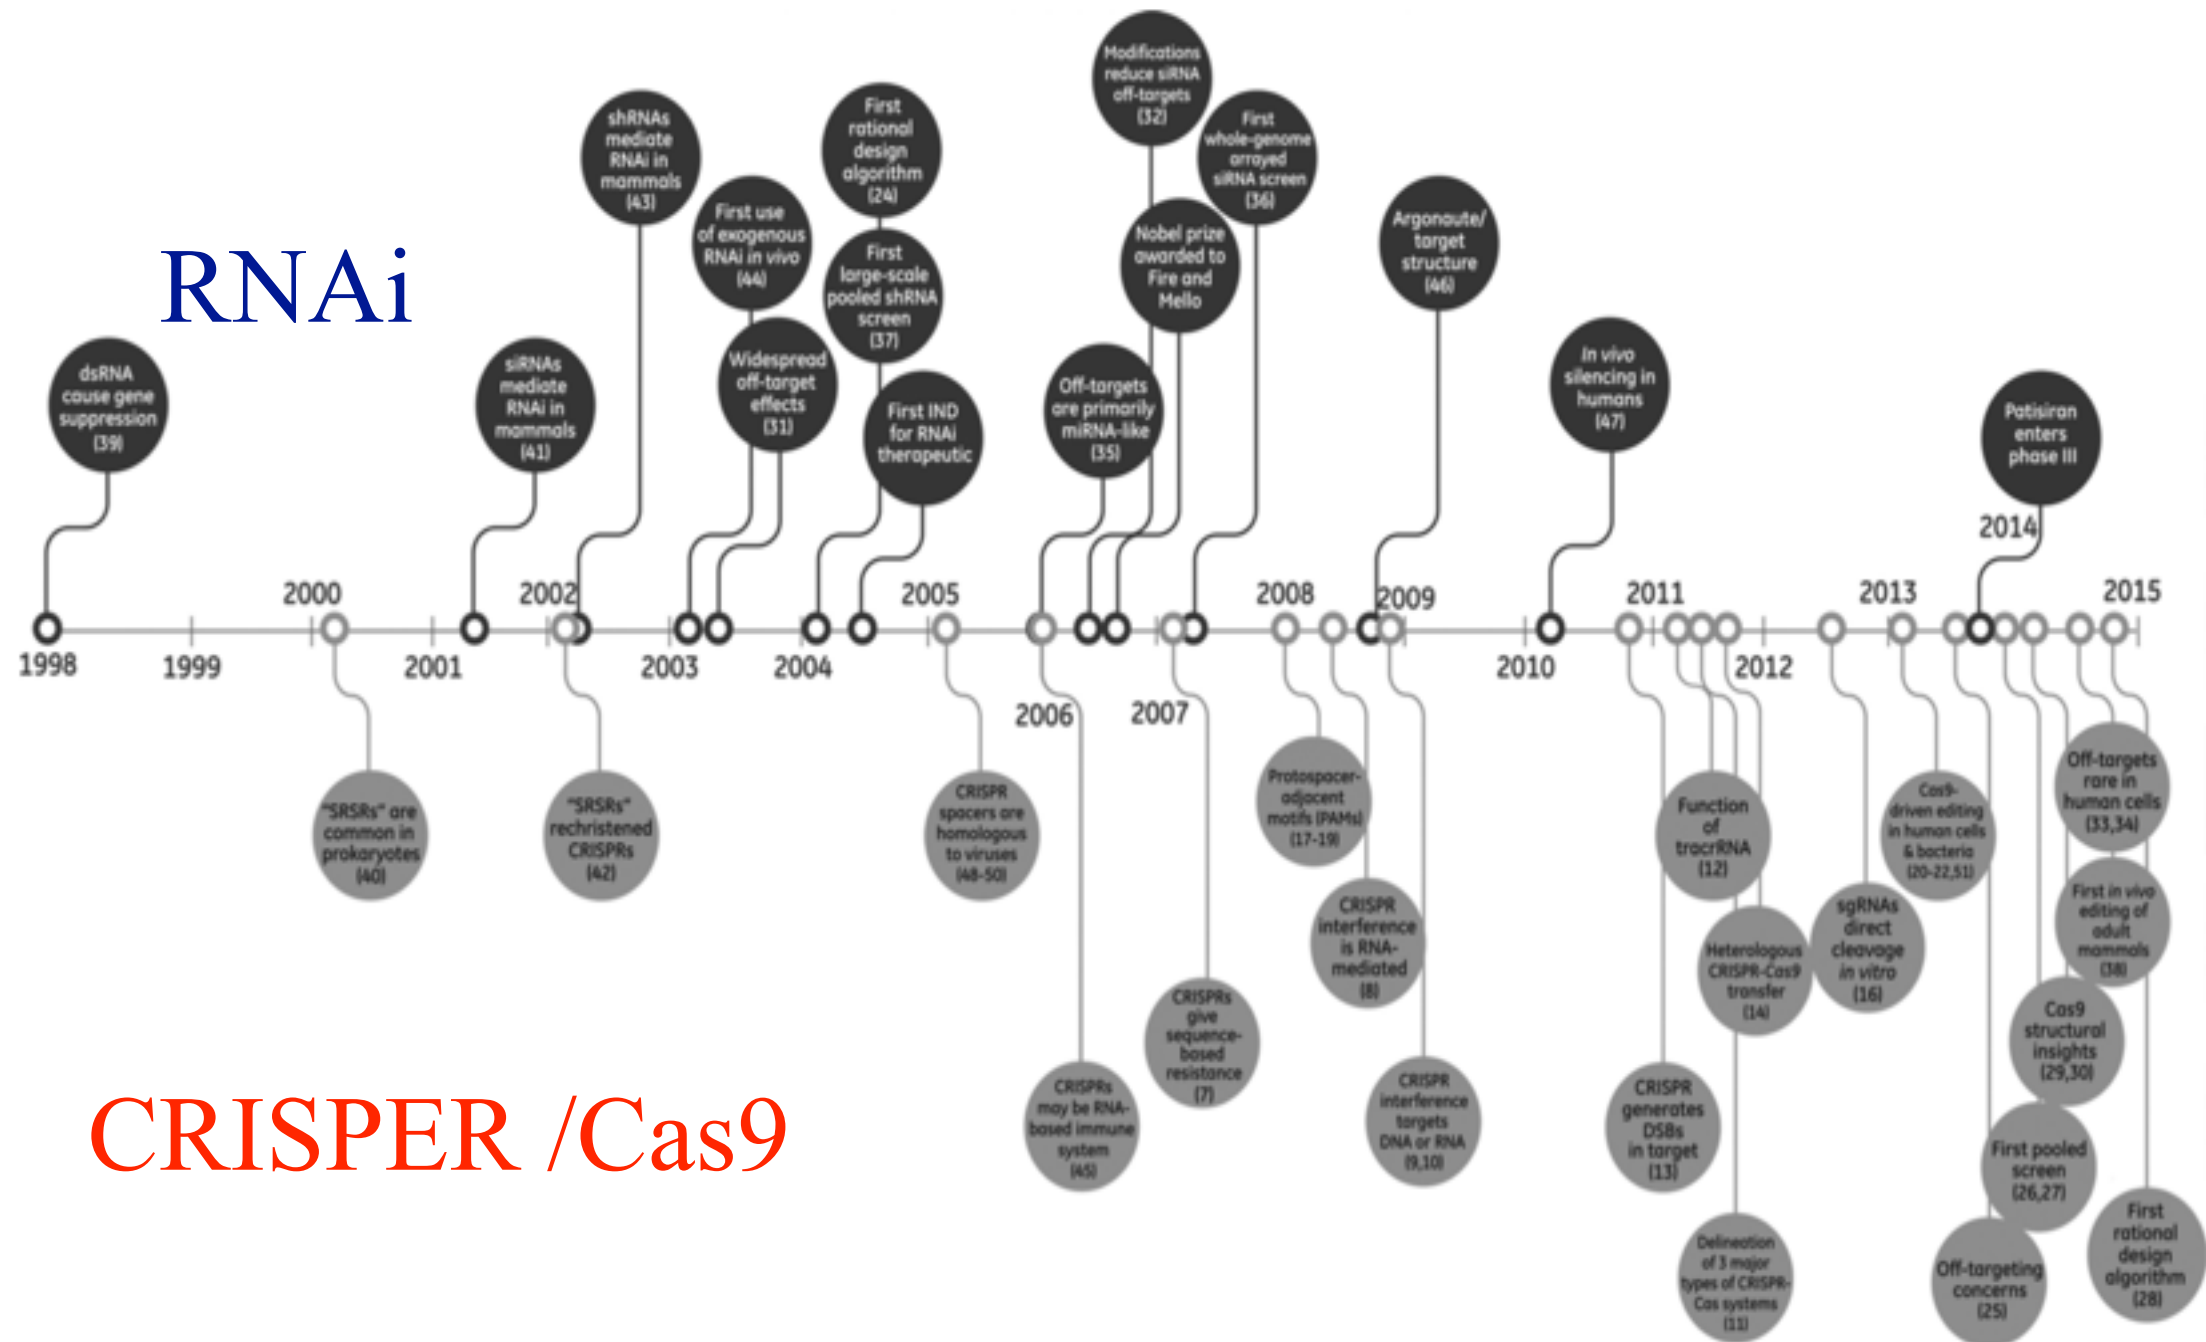 Modifications
reduce siRNA
off-targets
(32)
shRNAs
mediate
RNAi in
mammals
(43)
First
rational
design
algorithm
(24)
First
whole-genome
arrayed
siRNA screen
(36)
First use
of exogenous
RNAi in vivo
(44)
Nobel prize
awarded to
Fire and
Mello
Argonaute/
target
structure
(46)
RNAi
First
large-scale
pooled shRNA
screen
(37)
dsRNA
cause gene
suppression
(39)
siRNAs
mediate
RNAi in
mammals
(41)
Widespread
off-target
effects
(31)
First IND
for RNAi
therapeutic
Off-targets
are primarily
miRNA-like
(35)
In vivo
silencing in
humans
(47)
Patisiran
enters
phase III
2014
2000
2002
2005
2008
2009
2011
2013
2015
1998
1999
2001
2003
2004
2010
2012
2006
2007
"SRSRs" are
common in
prokaryotes
(40)
"SRSRs"
rechristened
CRISPRs
(42)
CRISPR
spacers are
homologous
to viruses
(48-50)
Protospacer-
adjacent
motifs (PAMs)
(17-19)
Function
of
tracrRNA
(12)
Cas9-
driven editing
in human cells
& bacteria
(20-22,51)
Off-targets
rare in
human cells
(33,34)
CRISPR
interference
is RNA-
mediated
(8)
Heterologous
CRISPR-Cas9
transfer
(14)
sgRNAs
direct
cleavage
in vitro
(16)
First in vivo
editing of
adult
mammals
(38)
CRISPRs
give
sequence-
based
resistance
(7)
Cas9
structural
insights
(29,30)
CRISPER /Cas9
CRISPRs
may be RNA-
based immune
system
(45)
CRISPR
interference
targets
DNA or RNA
(9,10)
CRISPR
generates
DSBs
in target
(13)
First pooled
screen
(26,27)
Delineation
of 3 major
types of CRISPR-
Cas systems
(11)
Off-targeting
concerns
(25)
First
rational
design
algorithm
(28)